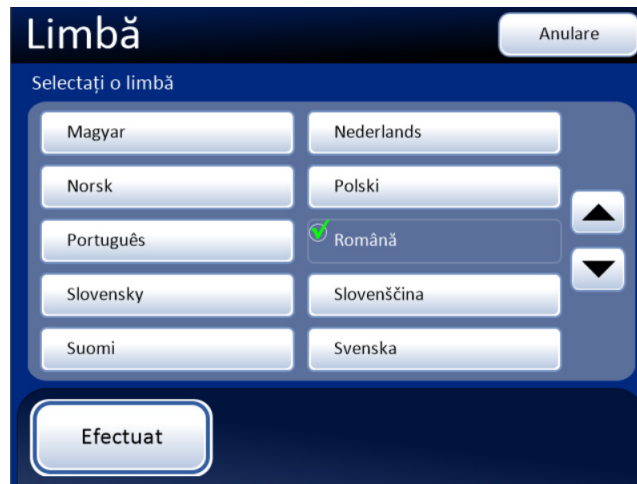 Limbă
Anulare
Selectați o limbă
Magyar
Nederlands
Norsk
Polski
Português
Română
Slovensky
Slovenščina
Suomi
Svenska
Efectuat